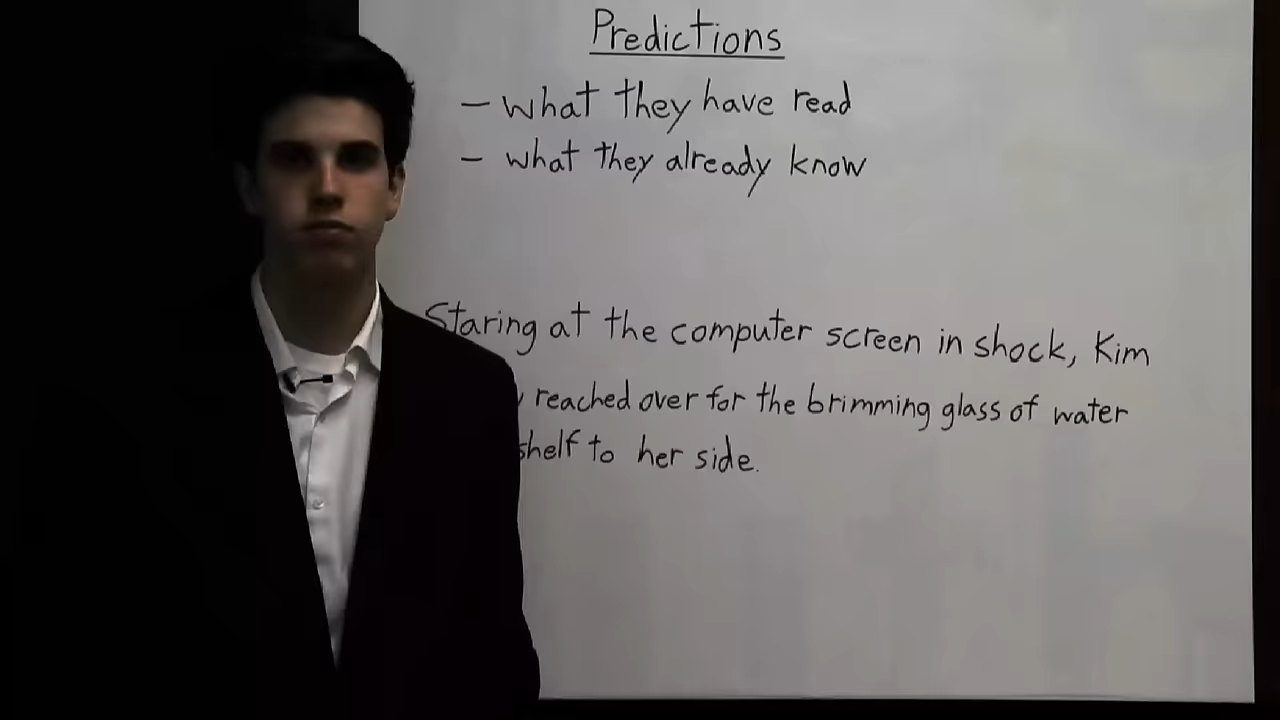 Predictions
- what they have read
- what they already know
Staring at the computer screen in shock, Kim
reached over for the brimming glass of water
shelf to her side.